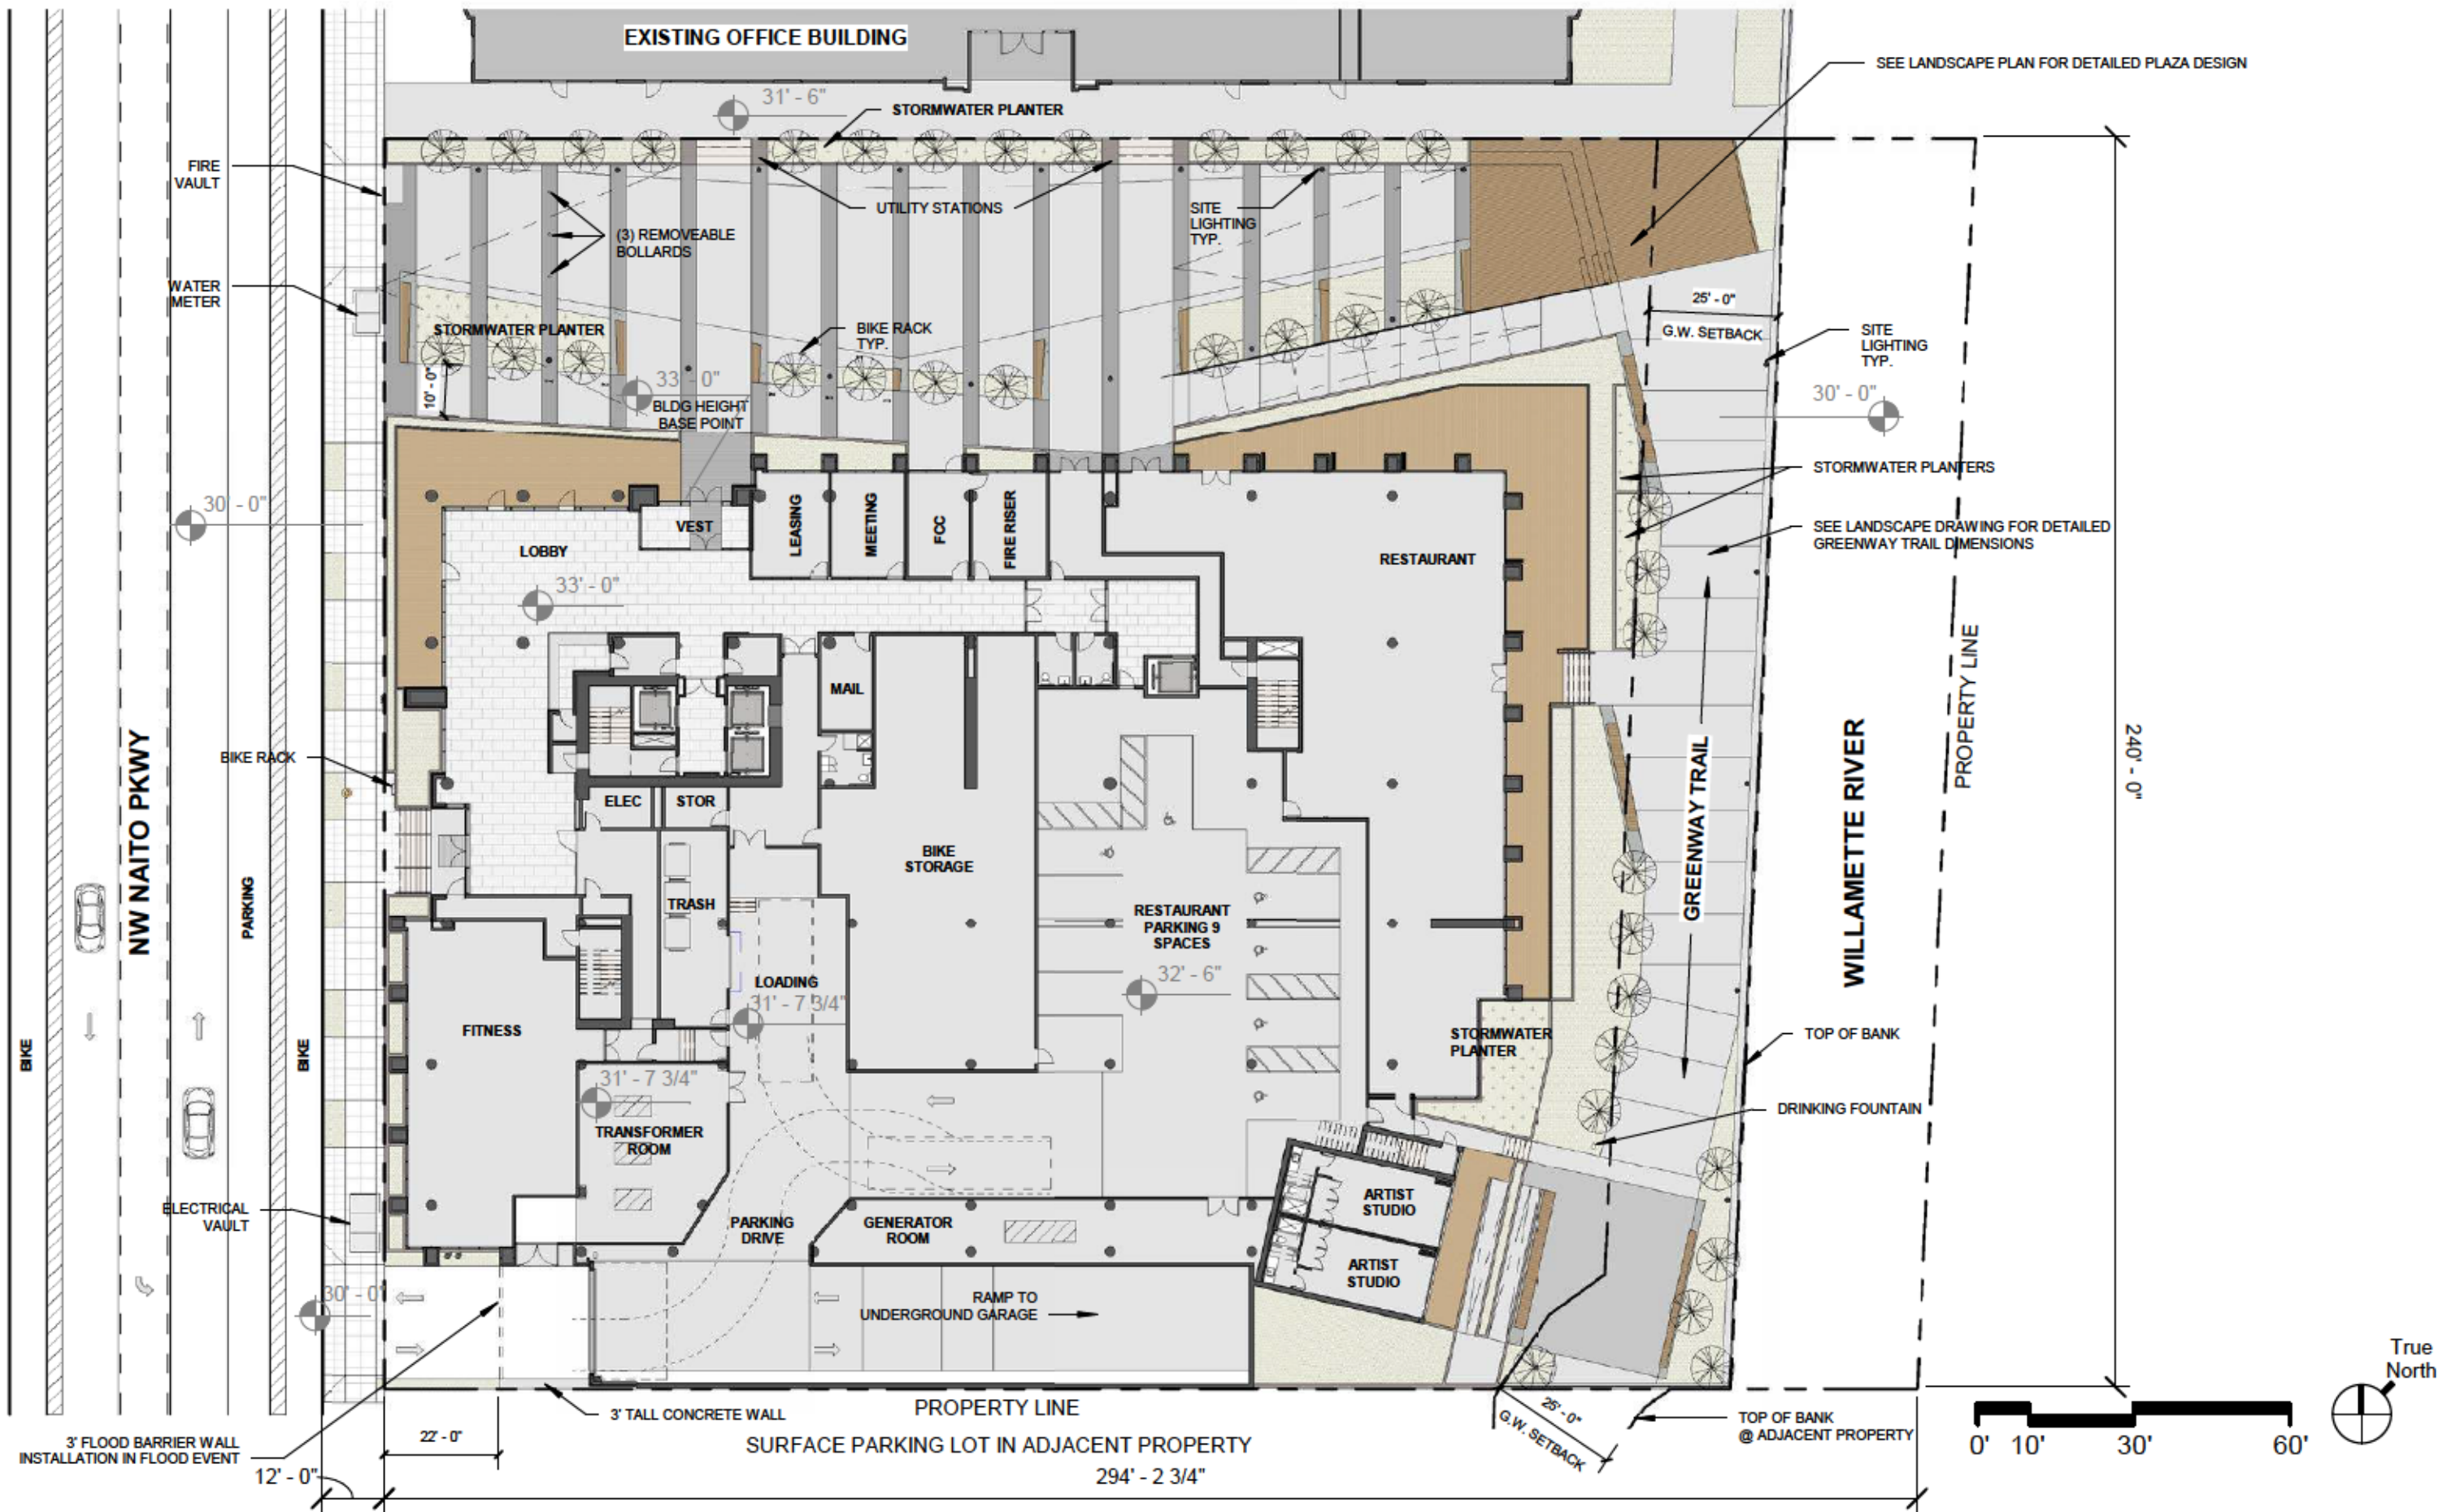 EXISTING OFFICE BUILDING
SEE LANDSCAPE PLAN FOR DETAILED PLAZA DESIGN
31' - 6"
STORMWATER PLANTER
FIRE
VAULT
UTILITY STATIONS
SITE
LIGHTING
TYP.
(3) REMOVEABLE
BOLLARDS
WATER
METER
STORMWATER PLANTER
BIKE RACK
TYP.
25' - 0"
G.W. SETBACK
SITE
LIGHTING
TYP.
10' - 0"
33' - 0"
BLDG HEIGHT
BASE POINT
30' - 0"
STORMWATER PLANTERS
30' - 0"
SEE LANDSCAPE DRAWING FOR DETAILED
GREENWAY TRAIL DIMENSIONS
VEST
LEASING
MEETING
FCC
FIRE RISER
LOBBY
RESTAURANT
33' - 0"
PROPERTY LINE
240' - 0"
MAIL
NW NAITO PKWY
BIKE RACK
GREENWAY TRAIL
WILLAMETTE RIVER
ELEC
STOR
BIKE
STORAGE
PARKING
TRASH
RESTAURANT
PARKING 9
SPACES
32' - 6"
LOADING
31' - 7 3/4"
FITNESS
BIKE
BIKE
STORMWATER
PLANTER
TOP OF BANK
31' - 7 3/4"
TRANSFORMER
ROOM
DRINKING FOUNTAIN
ELECTRICAL
VAULT
PARKING
DRIVE
GENERATOR
ROOM
ARTIST
STUDIO
ARTIST
STUDIO
30' - 0"
RAMP TO
UNDERGROUND GARAGE
True
North
3' TALL CONCRETE WALL
PROPERTY LINE
25' - 0"
G.W. SETBACK
TOP OF BANK
@ ADJACENT PROPERTY
0' 10' 30' 60'
3' FLOOD BARRIER WALL
INSTALLATION IN FLOOD EVENT
22' - 0"
SURFACE PARKING LOT IN ADJACENT PROPERTY
12' - 0"
294' - 2 3/4"